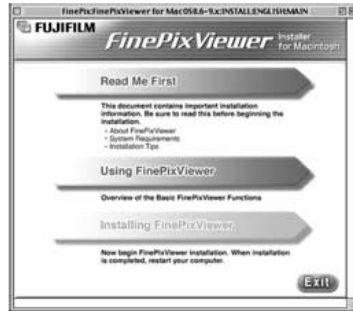 FinePix:FinePixViewer for MacOS8.6~9.x:INSTALL:ENGLISH:MAIN
FUJIFILM
FinePixViewer Installer
for Macintosh
Read Me First
This document contains important installation
information. Be sure to read this before beginning the
installation.
- About FinePixViewer
- System Requirements
- Installation Tips
Using FinePixViewer
Overview of the Basic FinePixViewer Functions
Installing FinePixViewer
Now begin FinePixViewer installation. When installation
is completed, restart your computer.
Exit